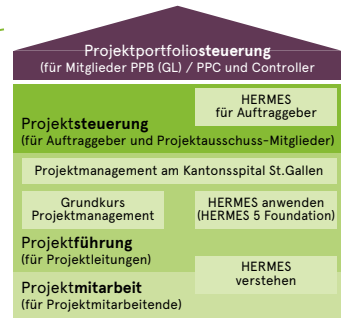 Projektportfoliosteuerung
(für Mitglieder PPB (GL) / PPC und Controller
HERMES
für Auftraggeber
Projektsteuerung
(für Auftraggeber und Projektausschuss-Mitglieder)
Projektmanagement am Kantonsspital St.Gallen
Grundkurs
Projektmanagement
HERMES anwenden
(HERMES 5 Foundation)
Projektführung
(für Projektleitungen)
HERMES
verstehen
Projektmitarbeit
(für Projektmitarbeitende)